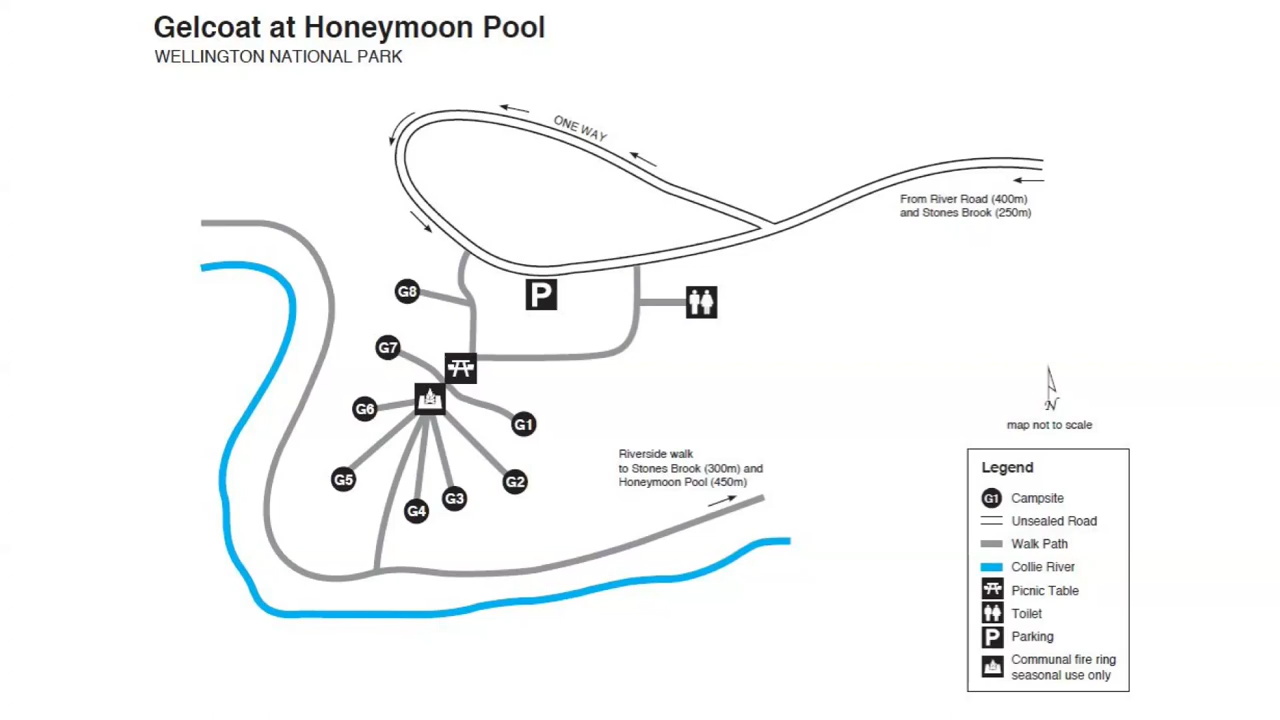 Gelcoat at Honeymoon Pool
WELLINGTON NATIONAL PARK
ONE WAY
From River Road (400m)
and Stones Brook (250m)
G8
P
G7
G6
G1
G5
G2
G3
G4
Riverside walk
to Stones Brook (300m) and
Honeymoon Pool (450m)
N
map not to scale
Legend
G1 Campsite
Unsealed Road
Walk Path
Collie River
Picnic Table
Toilet
P Parking
Communal fire ring
seasonal use only